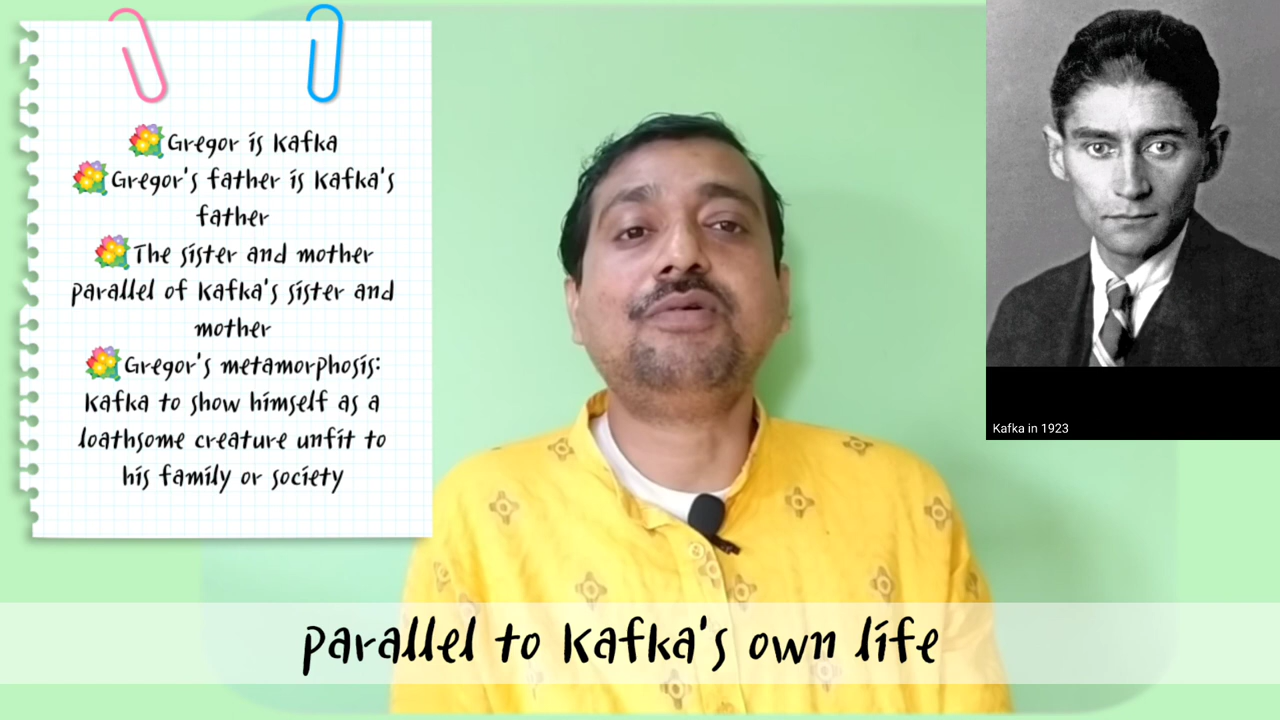 Gregor is Kafka
Gregor's father is Kafka's
father
The sister and mother
parallel of Kafka's sister and
mother
Gregor's metamorphosis:
Kafka to show himself as a
loathsome creature unfit to
his family or society
Kafka in 1923
parallel to Kafka's own life